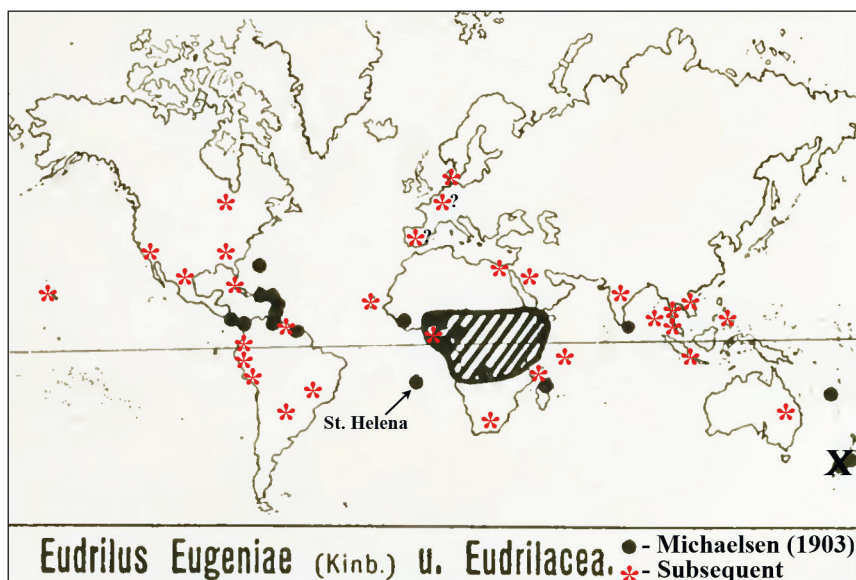 ?
?
St. Helena
X
Eudrilus Eugeniae (Kinb.) u. Eudrilacea.
● - Michaelsen (1903)
* - Subsequent